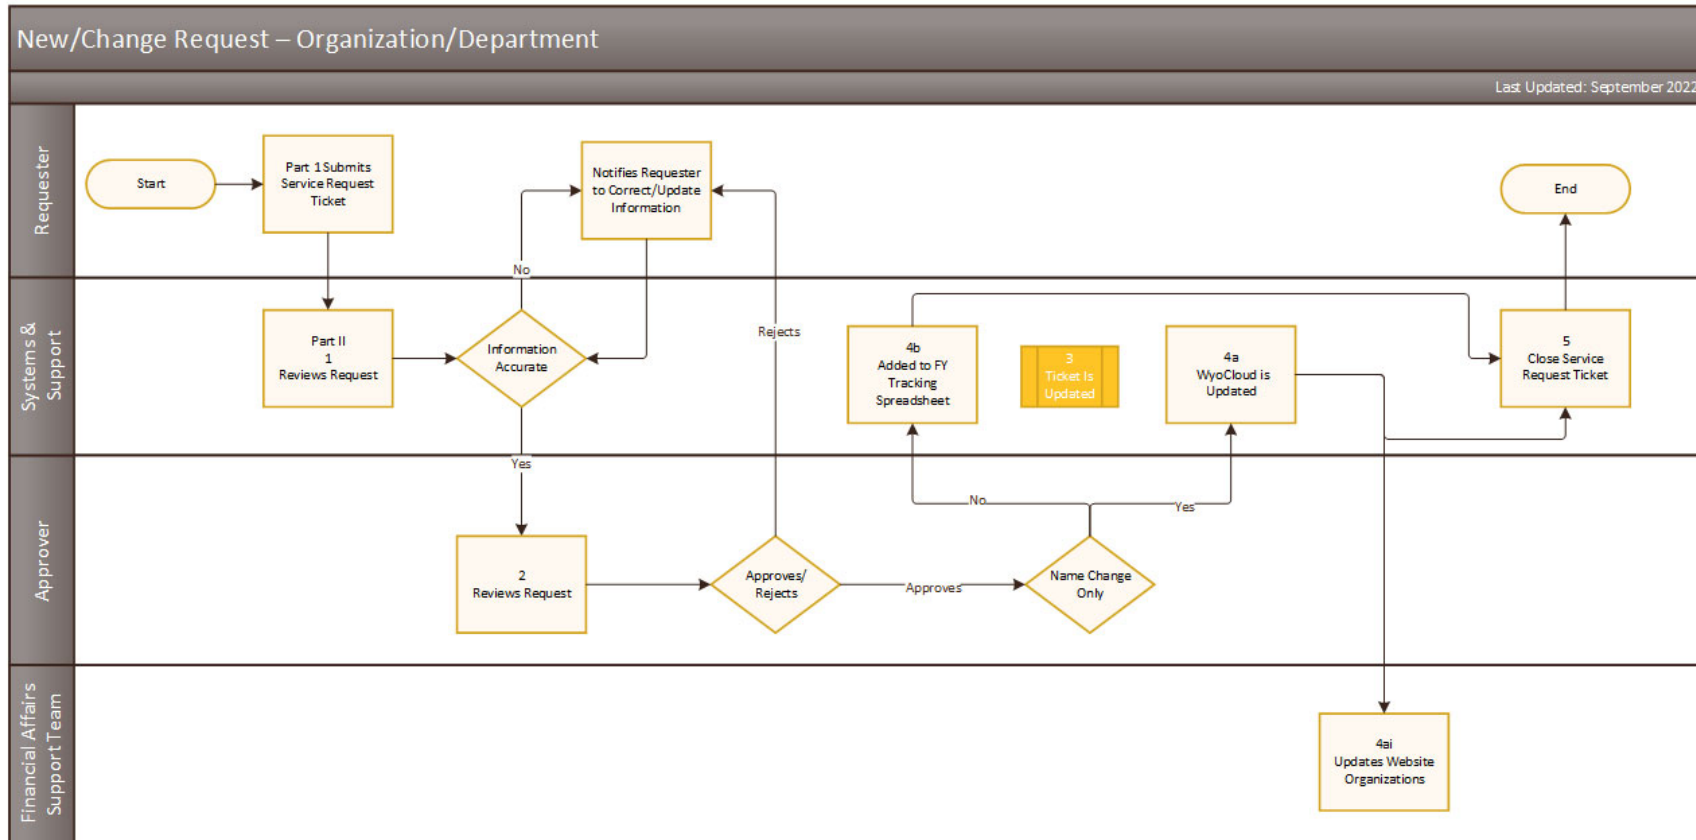 New/Change Request – Organization/Department
Last Updated: September 2022
Requester
Start
Part 1 Submits
Service Request
Ticket
Notifies Requester
to Correct/Update
Information
End
No
Systems &
Support
Part II
1
Reviews Request
Information
Accurate
Rejects
4b
Added to FY
Tracking
Spreadsheet
3
Ticket Is
Updated
4a
WyoCloud is
Updated
5
Close Service
Request Ticket
Yes
Approver
No
Yes
2
Reviews Request
Approves/
Rejects
Approves
Name Change
Only
Financial Affairs
Support Team
4ai
Updates Website
Organizations